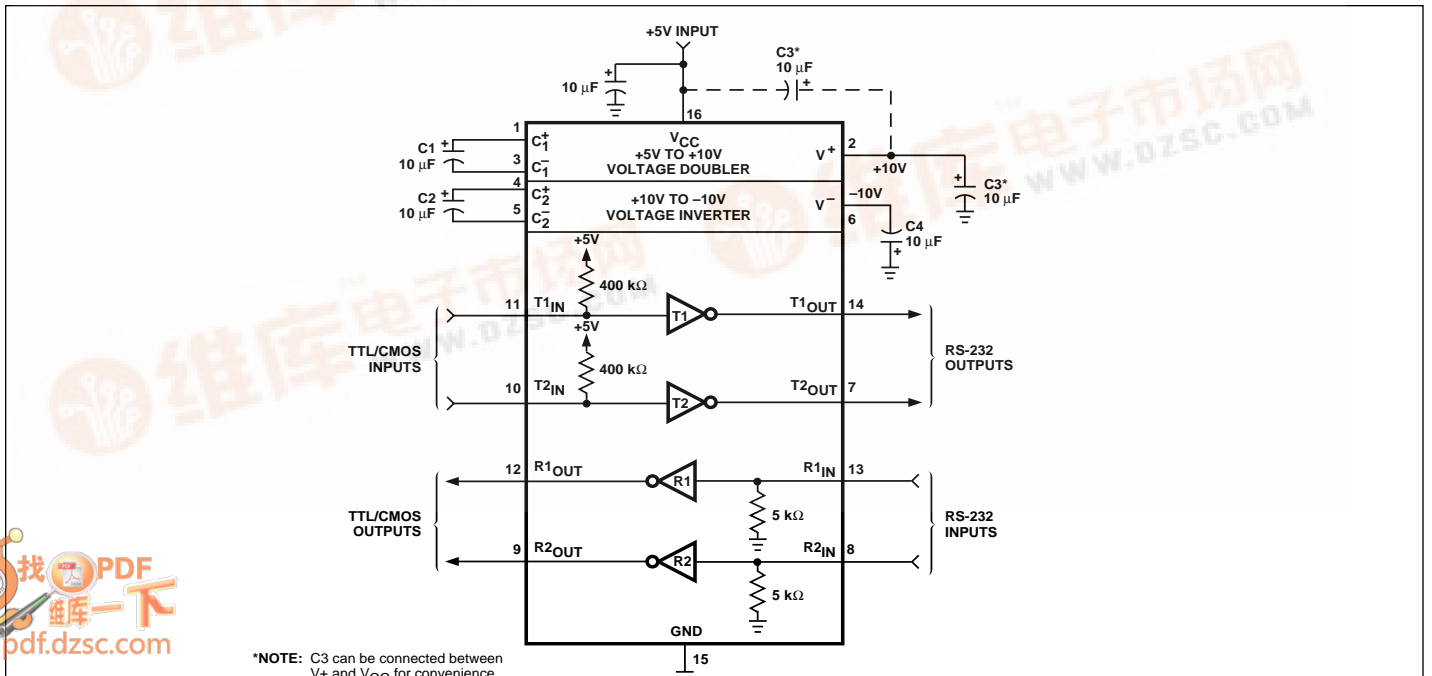 +5V INPUT
C3*
10 µF
+
10 µF
+
16
1
C1+
VCC
+5V TO +10V
VOLTAGE DOUBLER
V+
2
+10V
C1
10 µF
+
3
C1–
C3*
10 µF
+
4
C2+
+10V TO –10V
VOLTAGE INVERTER
V–
–10V
6
C2
10 µF
+
5
C2–
C4
10 µF
+
+5V
400 kΩ
11
T1IN
T1
T1OUT
14
+5V
400 kΩ
TTL/CMOS
INPUTS
RS-232
OUTPUTS
10
T2IN
T2
T2OUT
7
12
R1OUT
R1
R1IN
13
5 kΩ
TTL/CMOS
OUTPUTS
RS-232
INPUTS
9
R2OUT
R2
R2IN
8
5 kΩ
GND
15
*NOTE: C3 can be connected between
V+ and VCC for convenience
维库电子市场网
WWW.DZSC.COM
找PDF
维库一下
pdf.dzsc.com